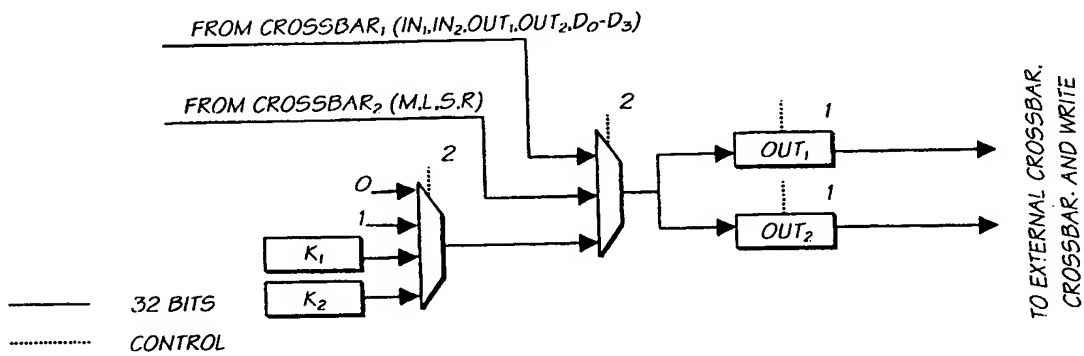 FROM CROSSBAR₁ (IN₁.IN₂.OUT₁.OUT₂.D₀-D₃)
FROM CROSSBAR₂ (M.L.S.R)
2
2
0
1
K₁
K₂
1
OUT₁
1
OUT₂
TO EXTERNAL CROSSBAR.
CROSSBAR. AND WRITE
32 BITS
CONTROL